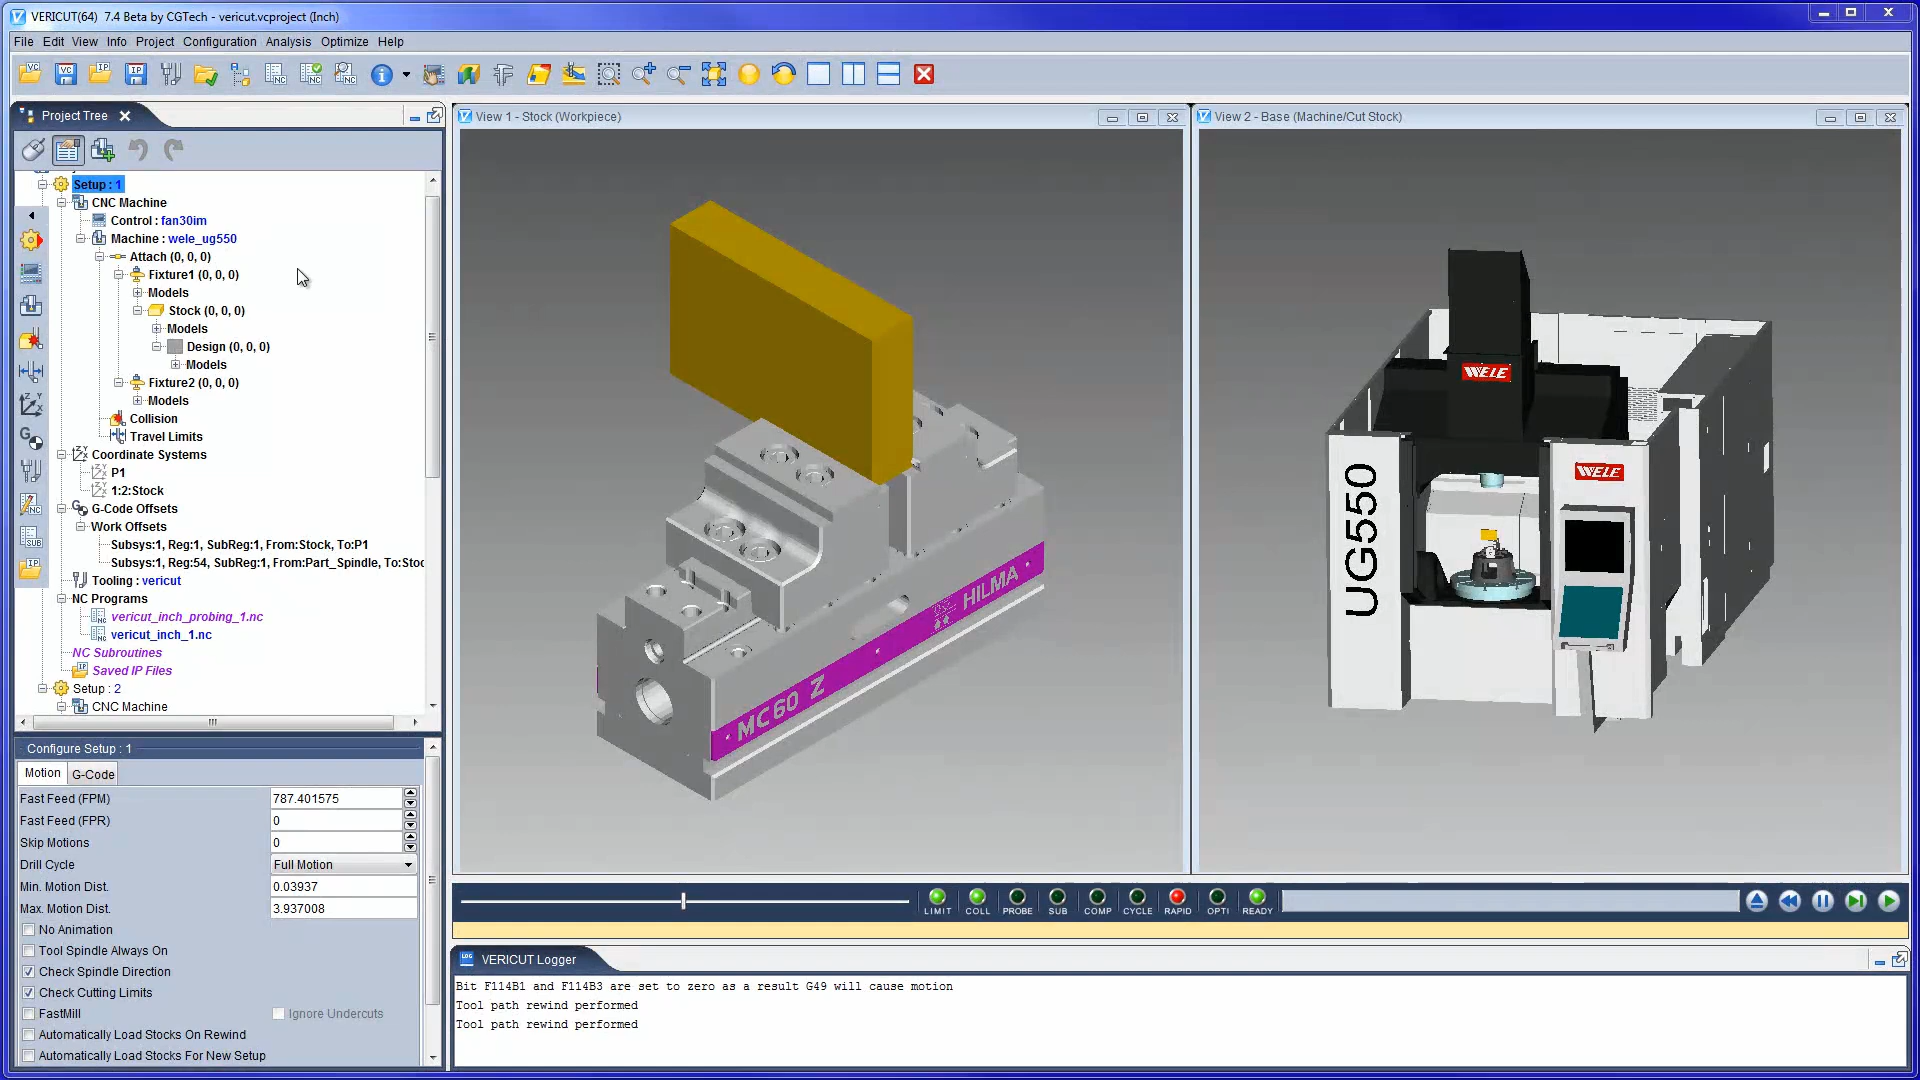 VERICUT(64)  7.4 Beta by CGTech - vericut.vcproject (Inch)
File Edit View Info Project Configuration Analysis Optimize Help
Project Tree
Setup : 1
CNC Machine
Control : fan30im
Machine : wele_ug550
Attach (0, 0, 0)
Fixture1 (0, 0, 0)
Models
Stock (0, 0, 0)
Models
Design (0, 0, 0)
Models
Fixture2 (0, 0, 0)
Models
Collision
Travel Limits
Coordinate Systems
P1
1:2:Stock
G-Code Offsets
Work Offsets
Subsys:1, Reg:1, SubReg:1, From:Stock, To:P1
Subsys:1, Reg:54, SubReg:1, From:Part_Spindle, To:Stoc
Tooling : vericut
NC Programs
vericut_inch_probing_1.nc
vericut_inch_1.nc
NC Subroutines
Saved IP Files
Setup : 2
CNC Machine
Configure Setup : 1
Motion G-Code
Fast Feed (FPM) 787.401575
Fast Feed (FPR) 0
Skip Motions 0
Drill Cycle Full Motion
Min. Motion Dist. 0.03937
Max. Motion Dist. 3.937008
No Animation
Tool Spindle Always On
Check Spindle Direction
Check Cutting Limits
FastMill Ignore Undercuts
Automatically Load Stocks On Rewind
Automatically Load Stocks For New Setup
View 1 - Stock (Workpiece)
MC60 Z HILMA
View 2 - Base (Machine/Cut Stock)
WELE
WELE
UG550
LIMIT COLL PROBE SUB COMP CYCLE RAPID OPTI READY
VERICUT Logger
Bit F114B1 and F114B3 are set to zero as a result G49 will cause motion
Tool path rewind performed
Tool path rewind performed